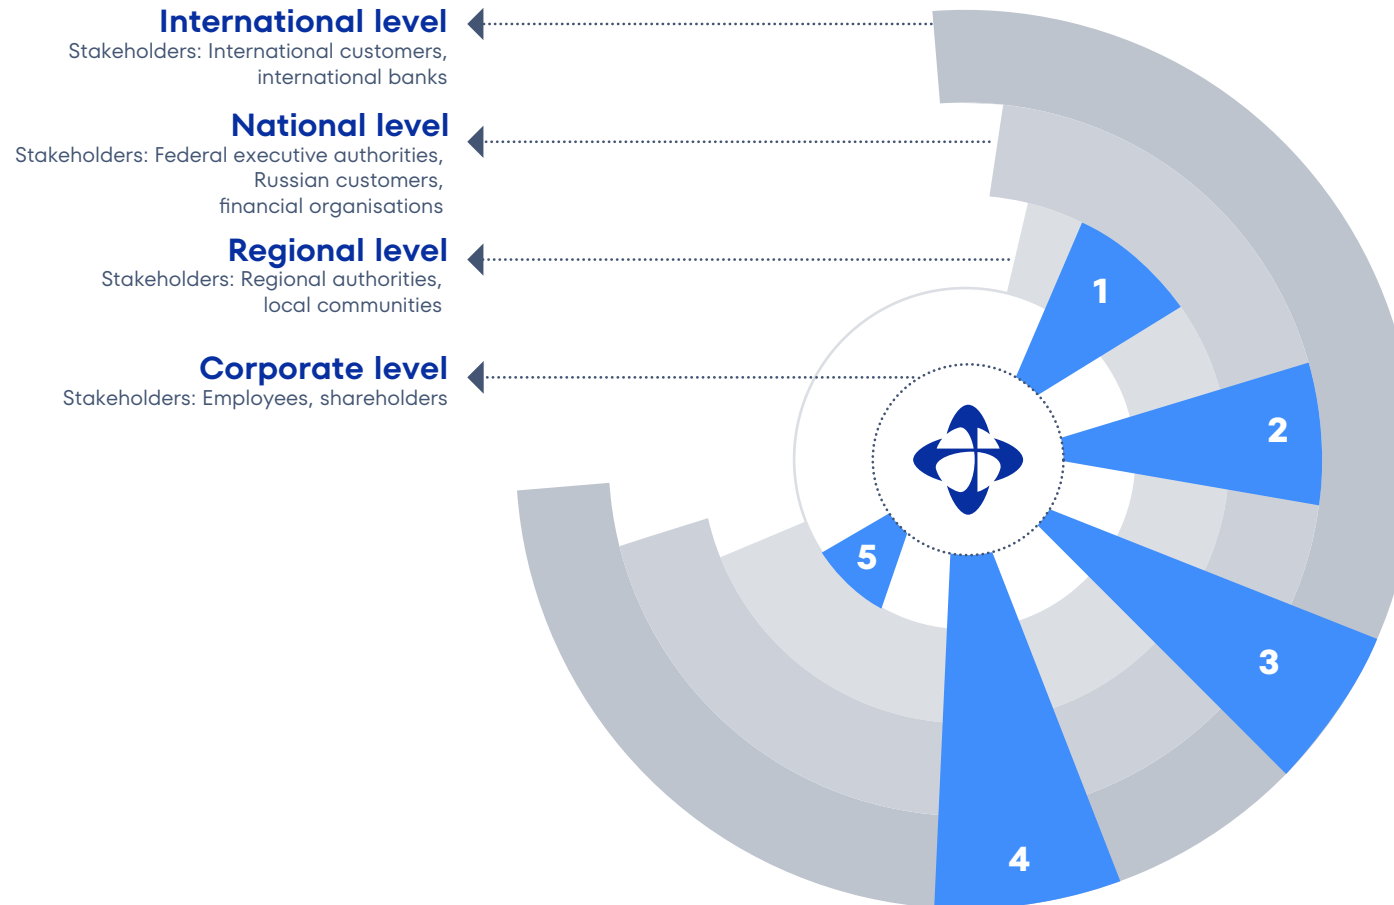 International level
Stakeholders: International customers,
international banks
National level
Stakeholders: Federal executive authorities,
Russian customers,
financial organisations
Regional level
Stakeholders: Regional authorities,
local communities
Corporate level
Stakeholders: Employees, shareholders
1
2
3
4
5